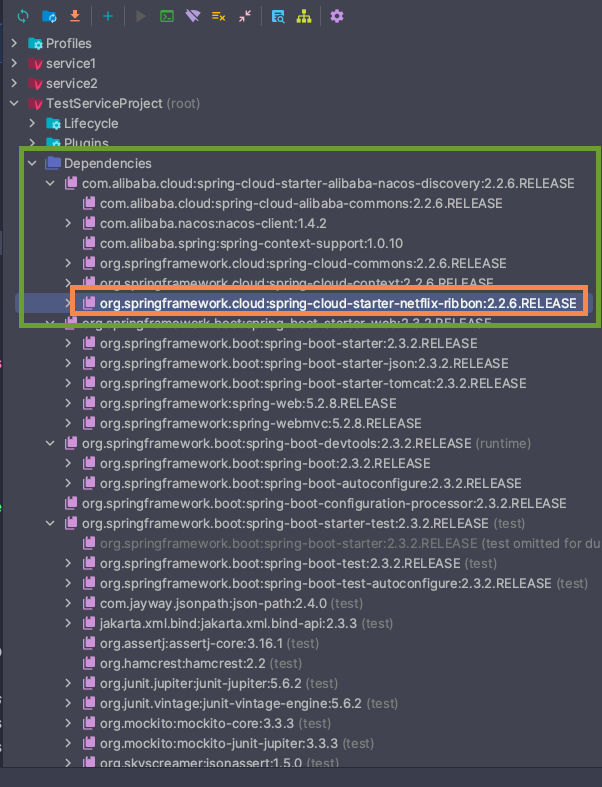 Profiles
service1
service2
TestServiceProject (root)
Lifecycle
Plugins
Dependencies
com.alibaba.cloud:spring-cloud-starter-alibaba-nacos-discovery:2.2.6.RELEASE
com.alibaba.cloud:spring-cloud-alibaba-commons:2.2.6.RELEASE
com.alibaba.nacos:nacos-client:1.4.2
com.alibaba.spring:spring-context-support:1.0.10
org.springframework.cloud:spring-cloud-commons:2.2.6.RELEASE
org.springframework.cloud:spring-cloud-context:2.2.6.RELEASE
org.springframework.cloud:spring-cloud-starter-netflix-ribbon:2.2.6.RELEASE
org.springframework.boot:spring-boot-starter-web:2.3.2.RELEASE
org.springframework.boot:spring-boot-starter:2.3.2.RELEASE
org.springframework.boot:spring-boot-starter-json:2.3.2.RELEASE
org.springframework.boot:spring-boot-starter-tomcat:2.3.2.RELEASE
org.springframework:spring-web:5.2.8.RELEASE
org.springframework:spring-webmvc:5.2.8.RELEASE
org.springframework.boot:spring-boot-devtools:2.3.2.RELEASE (runtime)
org.springframework.boot:spring-boot:2.3.2.RELEASE
org.springframework.boot:spring-boot-autoconfigure:2.3.2.RELEASE
org.springframework.boot:spring-boot-configuration-processor:2.3.2.RELEASE
org.springframework.boot:spring-boot-starter-test:2.3.2.RELEASE (test)
org.springframework.boot:spring-boot-starter:2.3.2.RELEASE (test omitted for du
org.springframework.boot:spring-boot-test:2.3.2.RELEASE (test)
org.springframework.boot:spring-boot-test-autoconfigure:2.3.2.RELEASE (test)
com.jayway.jsonpath:json-path:2.4.0 (test)
jakarta.xml.bind:jakarta.xml.bind-api:2.3.3 (test)
org.assertj:assertj-core:3.16.1 (test)
org.hamcrest:hamcrest:2.2 (test)
org.junit.jupiter:junit-jupiter:5.6.2 (test)
org.junit.vintage:junit-vintage-engine:5.6.2 (test)
org.mockito:mockito-core:3.3.3 (test)
org.mockito:mockito-junit-jupiter:3.3.3 (test)
org.skyscreamer:jsonassert:1.5.0 (test)